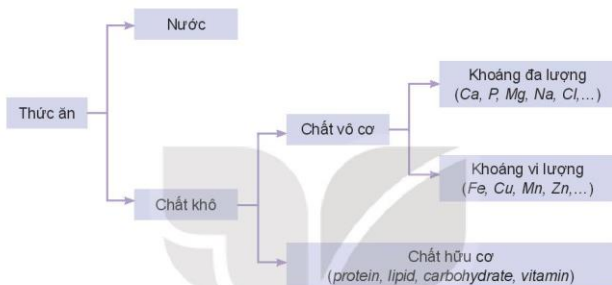 Nước
Thức ăn
Chất khô
Chất vô cơ
Khoáng đa lượng
(Ca, P, Mg, Na, Cl,...)
Khoáng vi lượng
(Fe, Cu, Mn, Zn,...)
Chất hữu cơ
(protein, lipid, carbohydrate, vitamin)